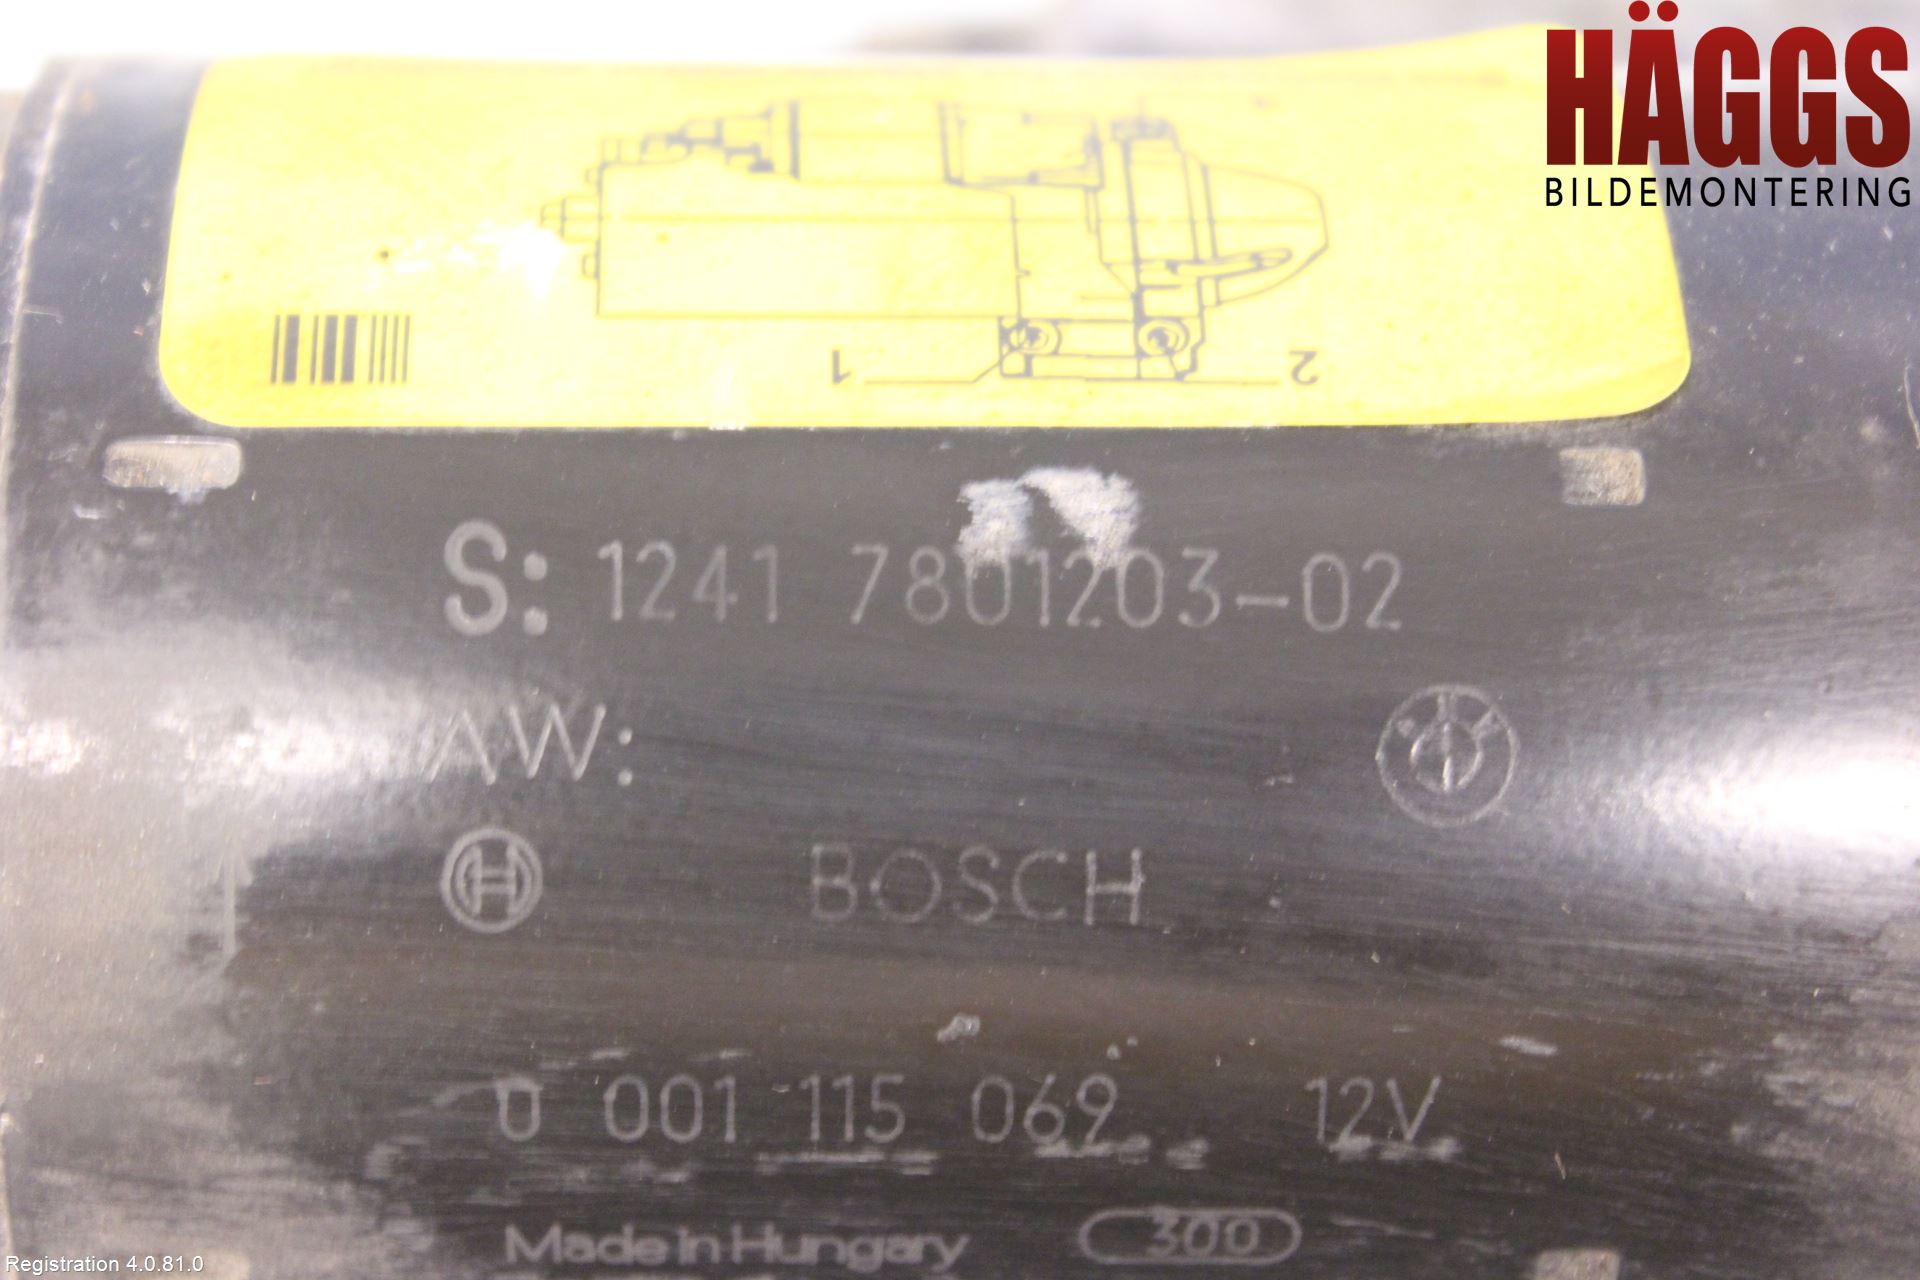 HÄGGS
BILDEMONTERING
1
2
S: 1241 7801203-02
AW:
BOSCH
0 001 115 069 12V
Made in Hungary 300
Registration 4.0.81.0